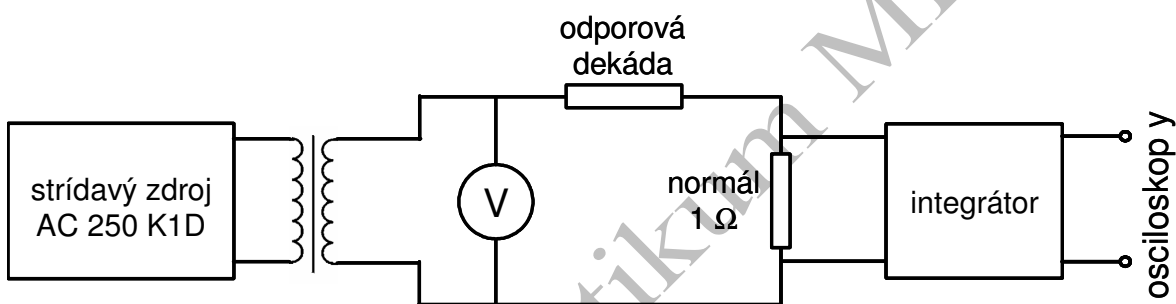 odporová
dekáda
strídavý zdroj
AC 250 K1D
V
normál
1 Ω
integrátor
osciloskop y